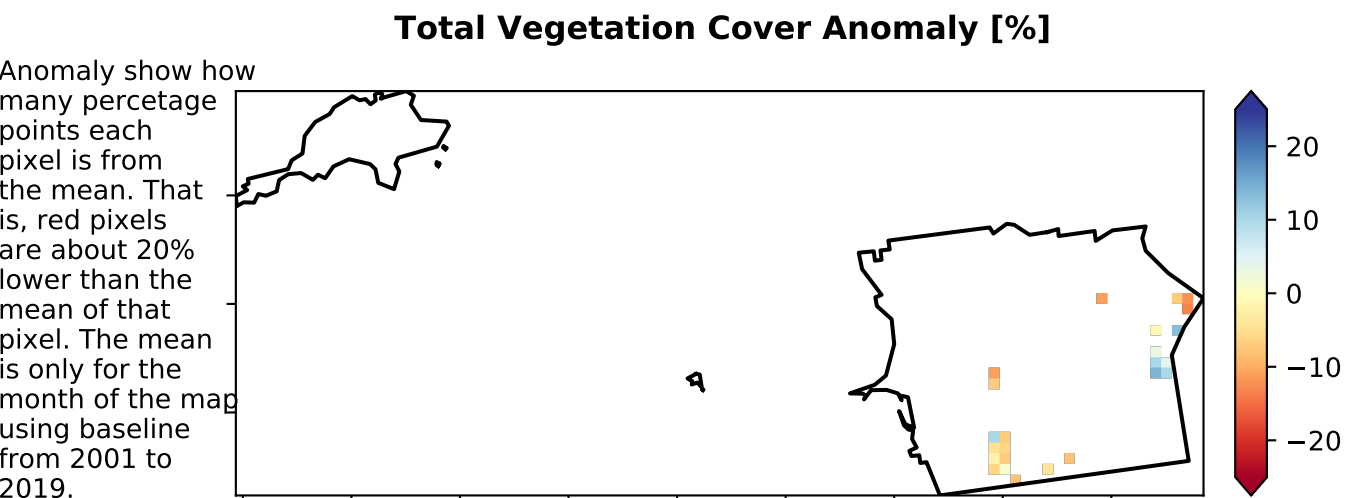 Total Vegetation Cover Anomaly [%]
Anomaly show how
many percetage
points each
pixel is from
the mean. That
is, red pixels
are about 20%
lower than the
mean of that
pixel. The mean
is only for the
month of the map
using baseline
from 2001 to
2019.
20
10
0
−10
−20